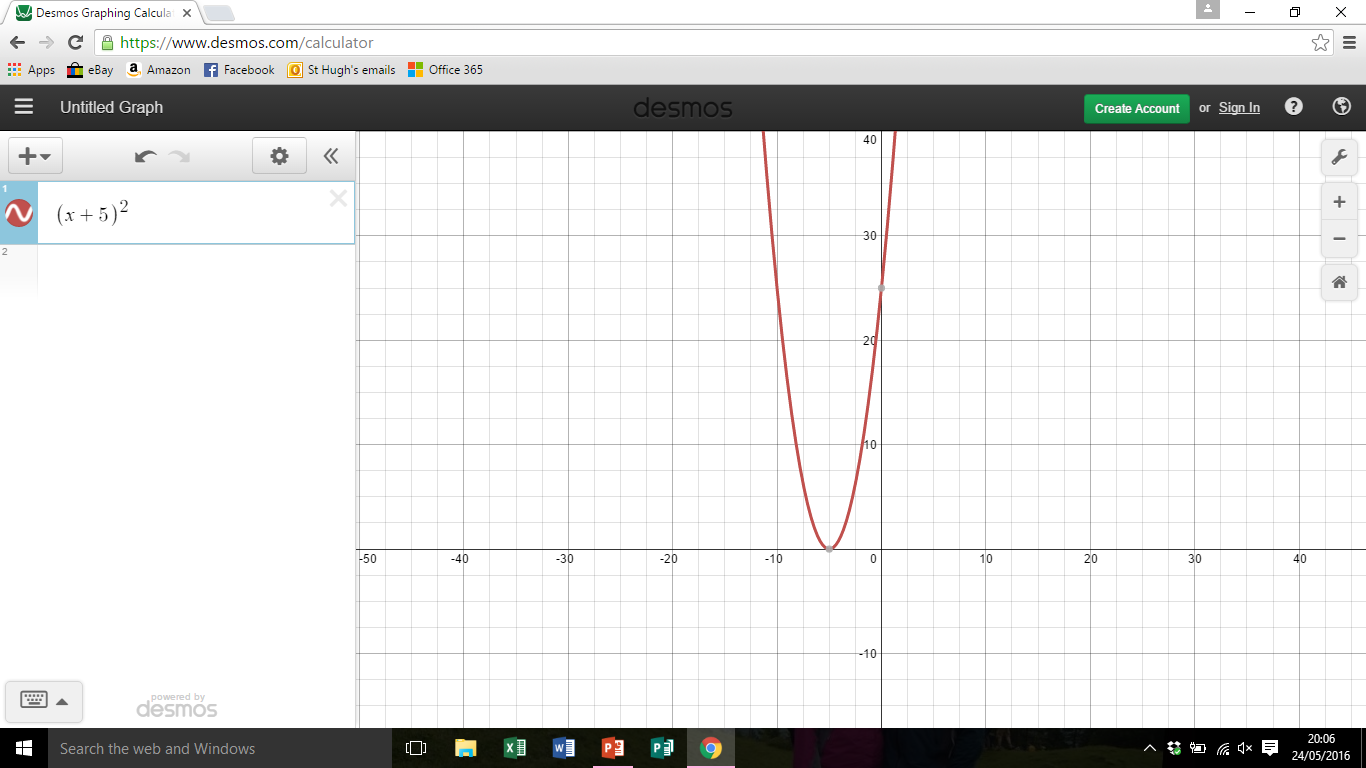 Desmos Graphing Calcula
https://www.desmos.com/calculator
Apps eBay Amazon Facebook St Hugh's emails Office 365
Untitled Graph desmos Create Account or Sign In ?
1
(x + 5)²
2
40
30
20
10
-50 -40 -30 -20 -10 0 10 20 30 40
-10
powered by
desmos
Search the web and Windows
20:06
24/05/2016